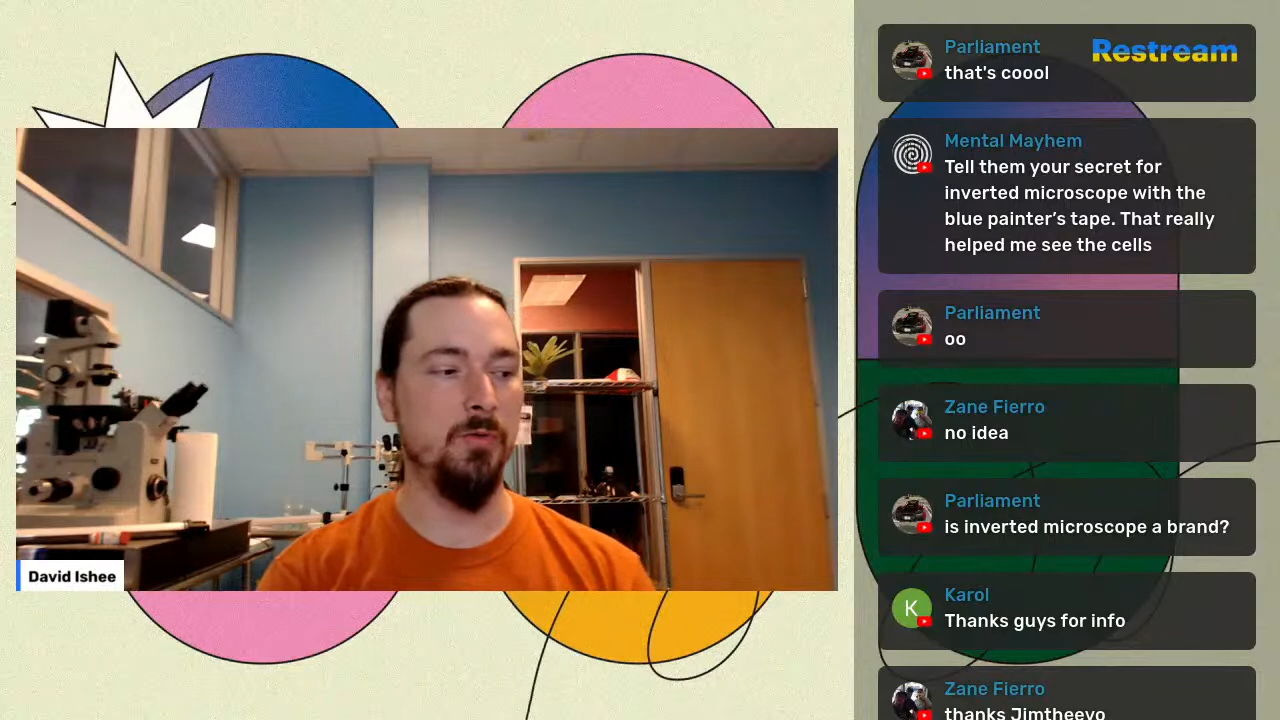 David Ishee
Restream
Parliament
that's coool
Mental Mayhem
Tell them your secret for
inverted microscope with the
blue painter’s tape. That really
helped me see the cells
Parliament
oo
Zane Fierro
no idea
Parliament
is inverted microscope a brand?
K
Karol
Thanks guys for info
Zane Fierro
thanks Jimtheevo